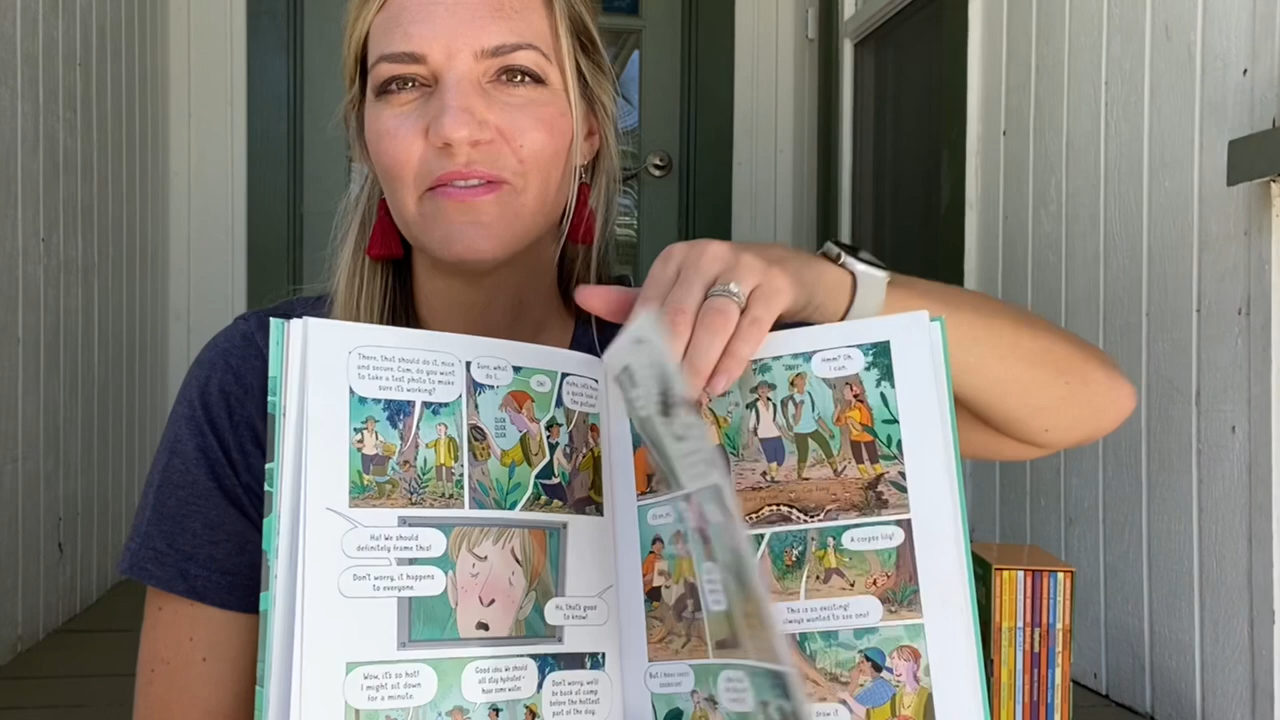 There, that should do it, nice
and secure. Cam, do you want
to take a test photo to make
sure it's working?
Sure, what
do I...
Oh!
Haha, let's have
a quick look at
the picture!
CLICK
CLICK
CLICK
Ha! We should
definitely frame this!
Don't worry, it happens
to everyone.
Ha, that's good
to know!
Wow, it's so hot!
I might sit down
for a minute.
Good idea. We should
all stay hydrated –
have some water.
Don't worry, we'll
be back at camp
before the hottest
part of the day.
*SNIFF*
Hmm? Oh,
I can.
A corpse lily!
This is so exciting!
always wanted to see one!